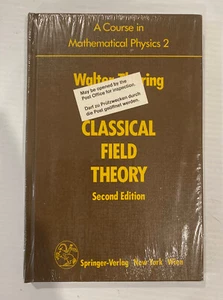 A Course in
Mathematical Physics 2
Walter
ring
May be opened by the
Post Office for inspection.
Darf zu Prüfzwecken durch
die Post geöffnet werden.
CLASSICAL
FIELD
THEORY
Second Edition
Springer-Verlag New York Wien